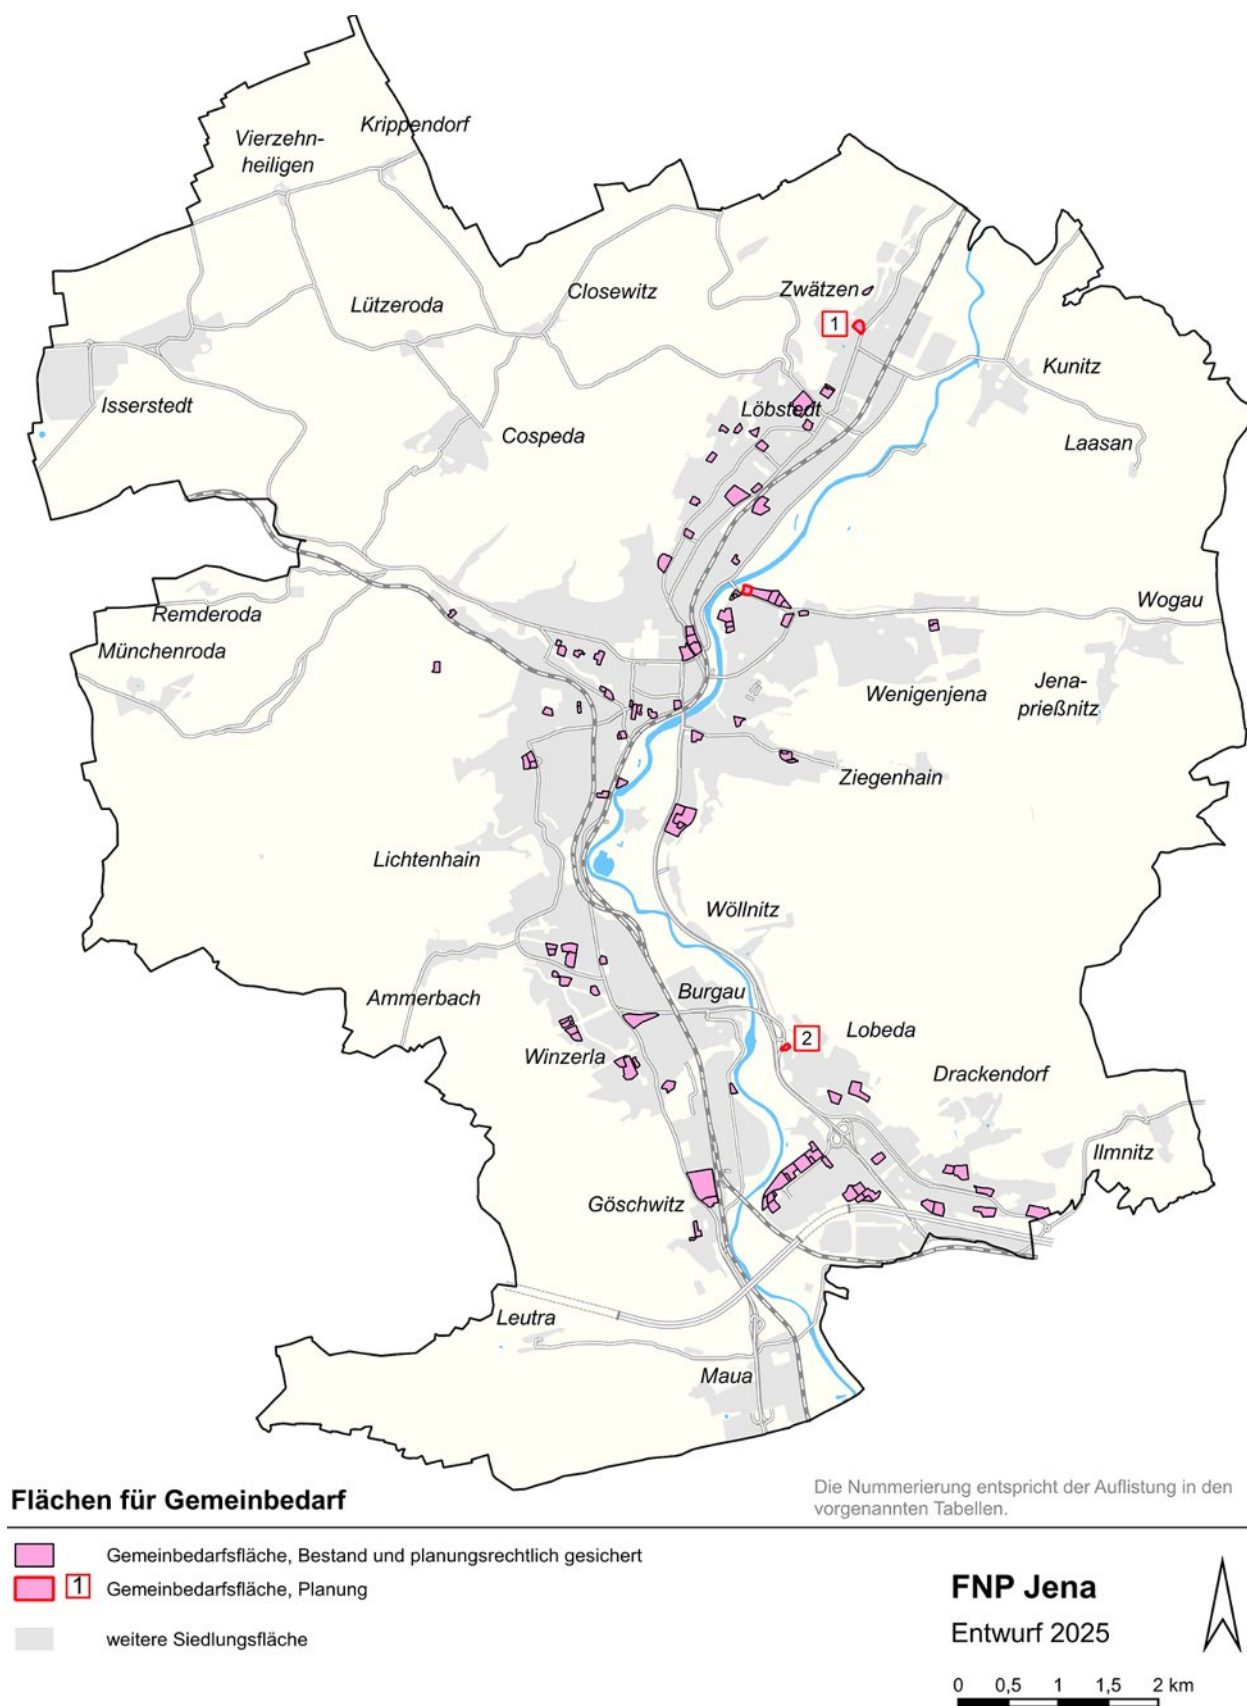 Krippendorf
Vierzehn-
heiligen
Zwätzen
Closewitz
Lützeroda
1
Kunitz
Isserstedt
Löbstedt
Cospeda
Laasan
Wogau
Remderoda
Münchenroda
Wenigenjena
Jena-
prießnitz
Ziegenhain
Lichtenhain
Wöllnitz
Burgau
Ammerbach
Lobeda
2
Winzerla
Drackendorf
Ilmnitz
Göschwitz
Leutra
Maua
Flächen für Gemeinbedarf
Die Nummerierung entspricht der Auflistung in den
vorgenannten Tabellen.
Gemeinbedarfsfläche, Bestand und planungsrechtlich gesichert
1 Gemeinbedarfsfläche, Planung
weitere Siedlungsfläche
FNP Jena
Entwurf 2025
0 0,5 1 1,5 2 km